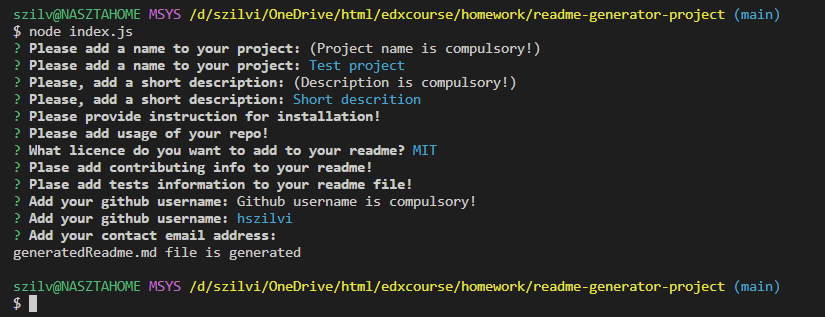 szilv@NASZTAHOME MSYS /d/szilvi/OneDrive/html/edxcourse/homework/readme-generator-project (main)
$ node index.js
? Please add a name to your project: (Project name is compulsory!)
? Please add a name to your project: Test project
? Please, add a short description: (Description is compulsory!)
? Please, add a short description: Short descrition
? Please provide instruction for installation!
? Please add usage of your repo!
? What licence do you want to add to your readme? MIT
? Plase add contributing info to your readme!
? Plase add tests information to your readme file!
? Add your github username: Github username is compulsory!
? Add your github username: hszilvi
? Add your contact email address:
generatedReadme.md file is generated
szilv@NASZTAHOME MSYS /d/szilvi/OneDrive/html/edxcourse/homework/readme-generator-project (main)
$